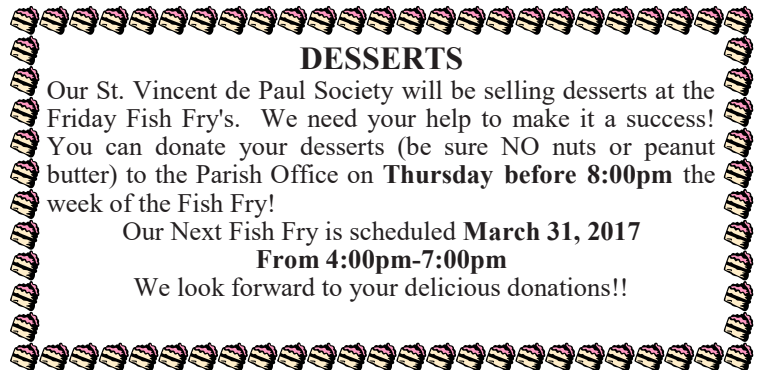 DESSERTS
Our St. Vincent de Paul Society will be selling desserts at the
Friday Fish Fry's. We need your help to make it a success!
You can donate your desserts (be sure NO nuts or peanut
butter) to the Parish Office on Thursday before 8:00pm the
week of the Fish Fry!
Our Next Fish Fry is scheduled March 31, 2017
From 4:00pm-7:00pm
We look forward to your delicious donations!!